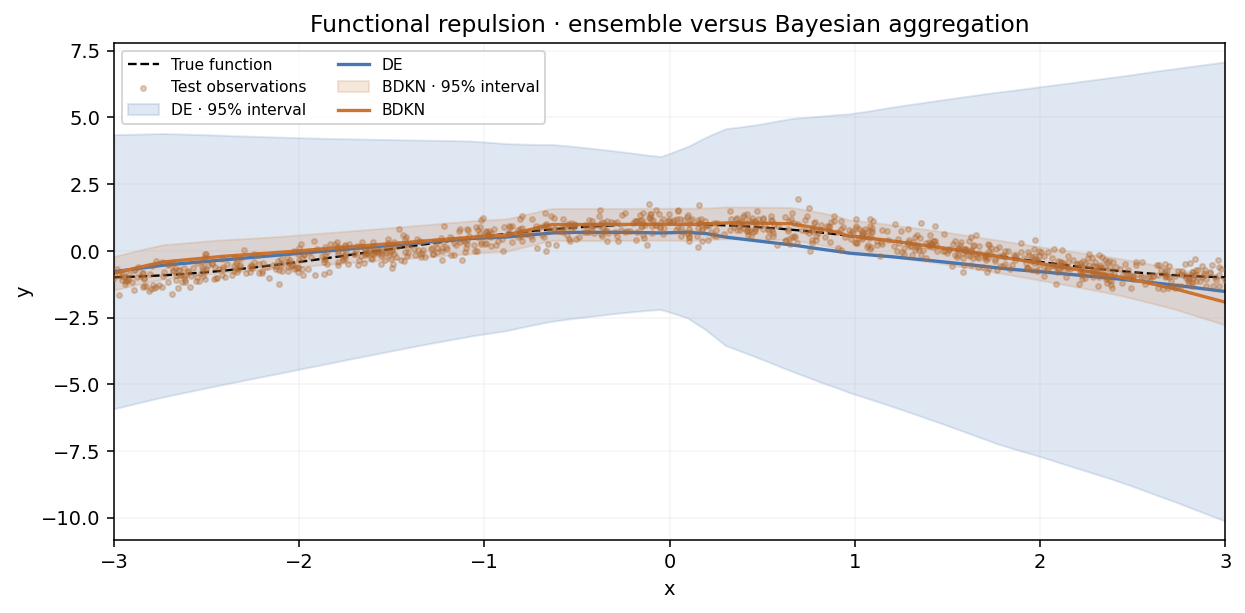 Functional repulsion · ensemble versus Bayesian aggregation
True function
Test observations
DE · 95% interval
DE
BDKN · 95% interval
BDKN
7.5
5.0
2.5
0.0
−2.5
−5.0
−7.5
−10.0
y
−3
−2
−1
0
1
2
3
x